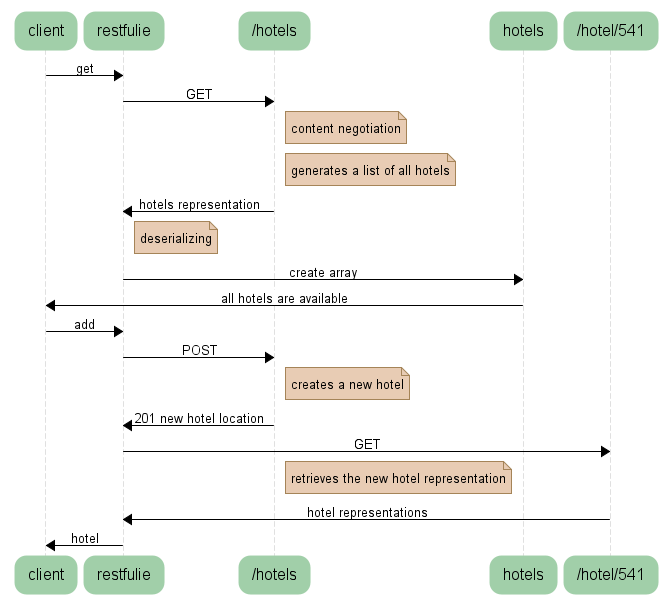 client
restfulie
/hotels
hotels
/hotel/541
get
GET
content negotiation
generates a list of all hotels
hotels representation
deserializing
create array
all hotels are available
add
POST
creates a new hotel
201 new hotel location
GET
retrieves the new hotel representation
hotel representations
hotel
client
restfulie
/hotels
hotels
/hotel/541